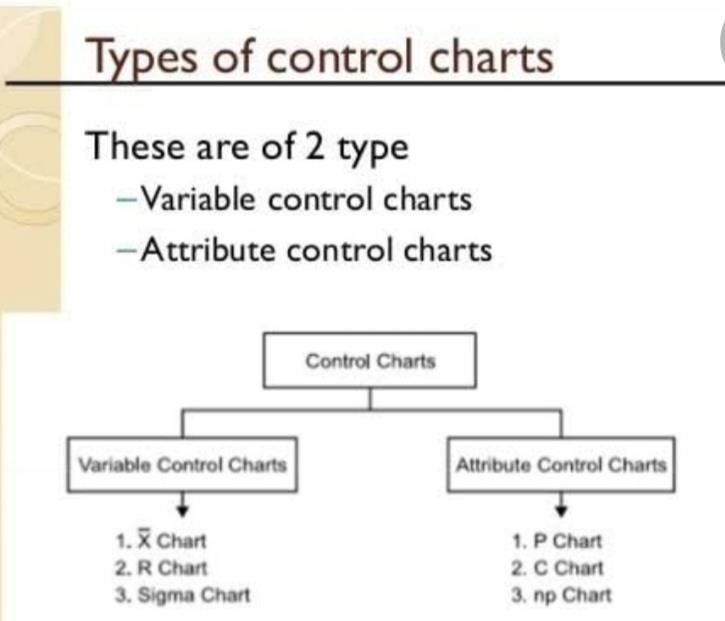 Types of control charts
These are of 2 type
–Variable control charts
–Attribute control charts
Control Charts
Variable Control Charts
Attribute Control Charts
1. X̄ Chart
2. R Chart
3. Sigma Chart
1. P Chart
2. C Chart
3. np Chart